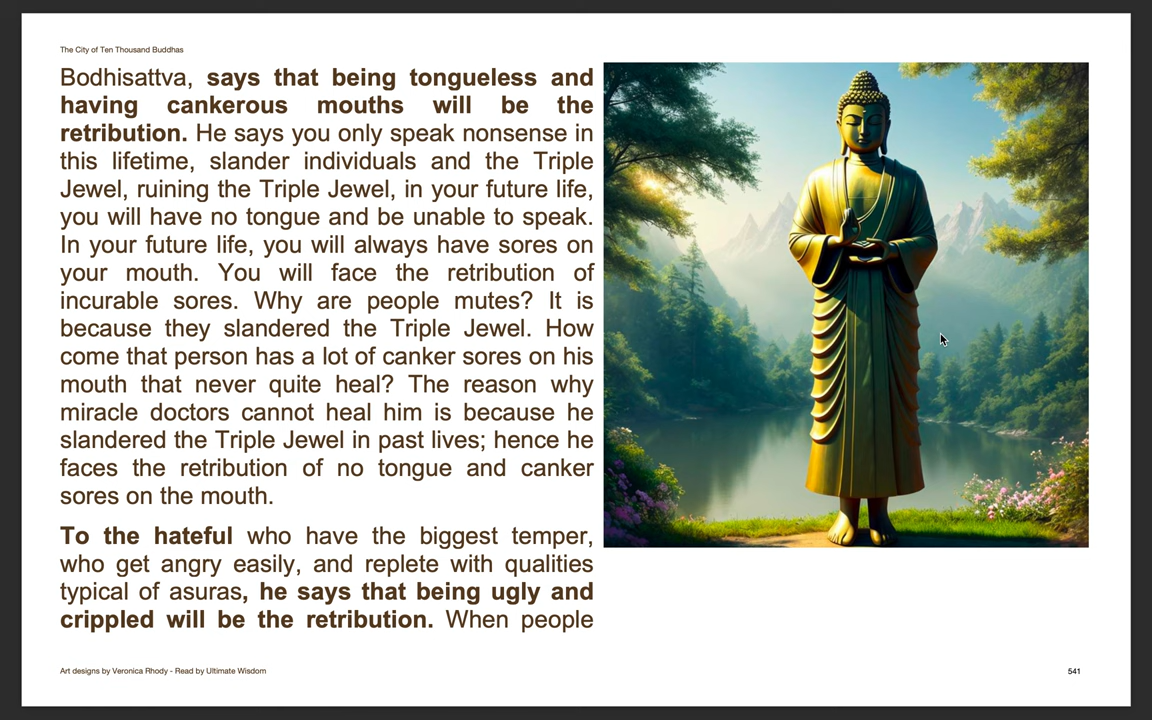 The City of Ten Thousand Buddhas
Bodhisattva, says that being tongueless and
having cankerous mouths will be the
retribution. He says you only speak nonsense in
this lifetime, slander individuals and the Triple
Jewel, ruining the Triple Jewel, in your future life,
you will have no tongue and be unable to speak.
In your future life, you will always have sores on
your mouth. You will face the retribution of
incurable sores. Why are people mutes? It is
because they slandered the Triple Jewel. How
come that person has a lot of canker sores on his
mouth that never quite heal? The reason why
miracle doctors cannot heal him is because he
slandered the Triple Jewel in past lives; hence he
faces the retribution of no tongue and canker
sores on the mouth.
To the hateful who have the biggest temper,
who get angry easily, and replete with qualities
typical of asuras, he says that being ugly and
crippled will be the retribution. When people
Art designs by Veronica Rhody - Read by Ultimate Wisdom
541